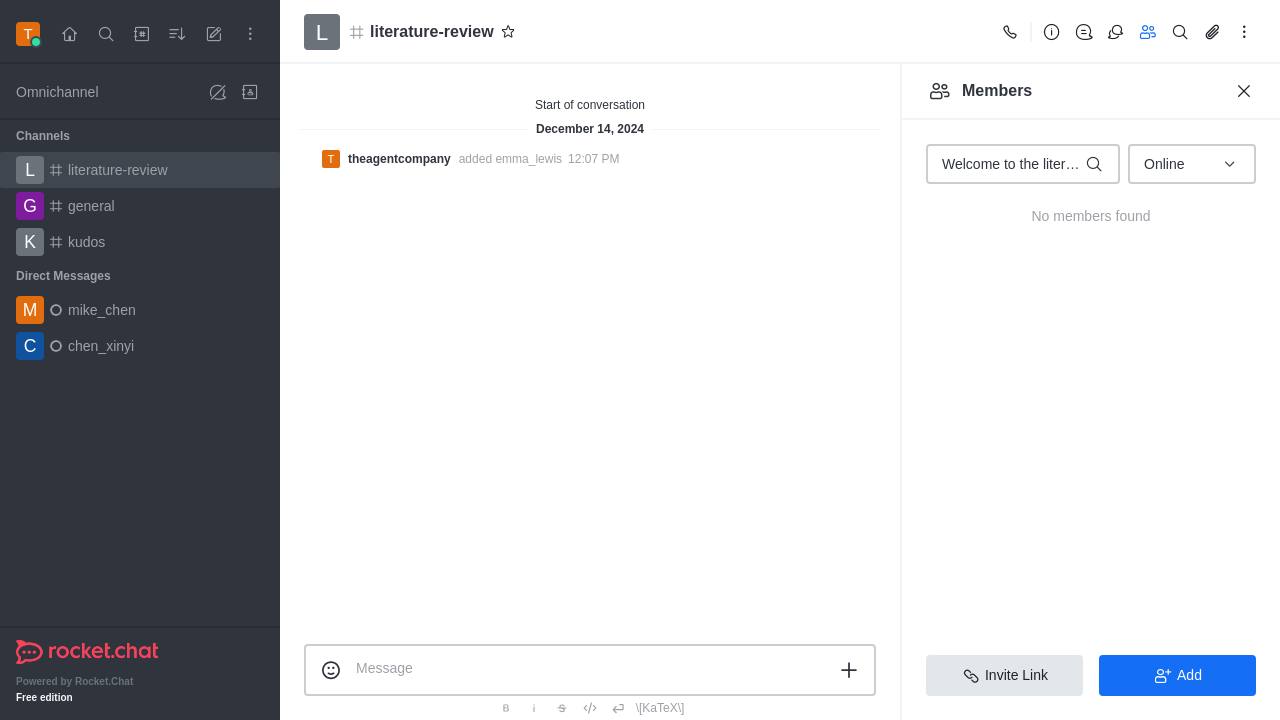 T
Omnichannel
Channels
L literature-review
G general
K kudos
Direct Messages
M mike_chen
C chen_xinyi
rocket.chat
Powered by Rocket.Chat
Free edition
L literature-review
Start of conversation
December 14, 2024
T theagentcompany added emma_lewis 12:07 PM
Message
B i S \[KaTeX\]
Members
Welcome to the liter… Online
No members found
Invite Link Add